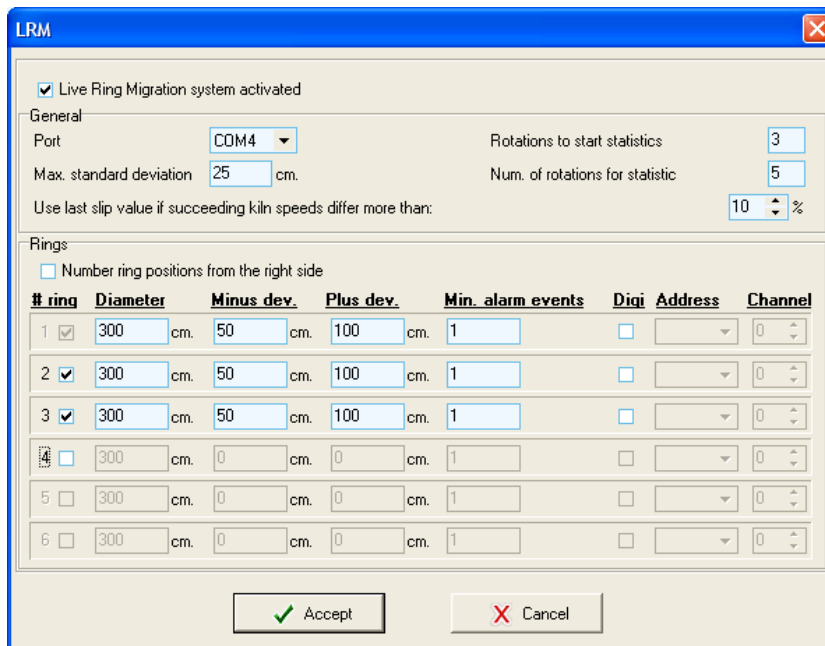 LRM
Live Ring Migration system activated
General
Port COM4 Rotations to start statistics 3
Max. standard deviation 25 cm. Num. of rotations for statistic 5
Use last slip value if succeeding kiln speeds differ more than: 10 %
Rings
Number ring positions from the right side
# ring Diameter Minus dev. Plus dev. Min. alarm events Digi Address Channel
1 300 cm. 50 cm. 100 cm. 1 0
2 300 cm. 50 cm. 100 cm. 1 0
3 300 cm. 50 cm. 100 cm. 1 0
4 300 cm. 0 cm. 0 cm. 1 0
5 300 cm. 0 cm. 0 cm. 1 0
6 300 cm. 0 cm. 0 cm. 1 0
Accept Cancel